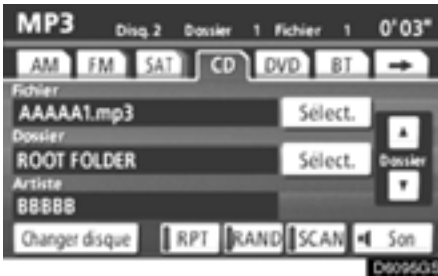 MP3 Disq. 2 Dossier 1 Fichier 1 0'03"
AM FM SAT CD DVD BT
Fichier
AAAAA1.mp3 Sélect.
Dossier
ROOT FOLDER Sélect. Dossier
Artiste
BBBBB
Changer disque RPT RAND SCAN Son
D6095GS